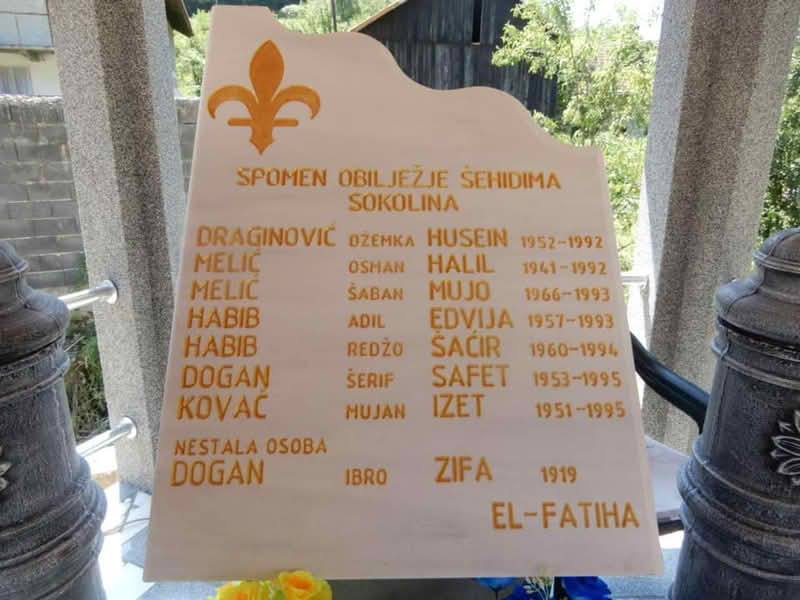 SPOMEN OBILJEŽJE ŠEHIDIMA
SOKOLINA
DRAGINOVIĆ DŽEMKA HUSEIN 1952-1992
MELIĆ OSMAN HALIL 1941-1992
MELIĆ ŠABAN MUJO 1966-1993
HABIB ADIL EDVIJA 1957-1993
HABIB REDŽO ŠAĆIR 1960-1994
DOGAN ŠERIF SAFET 1953-1995
KOVAČ MUJAN IZET 1951-1995
NESTALA OSOBA
DOGAN IBRO ZIFA 1919
EL-FATIHA